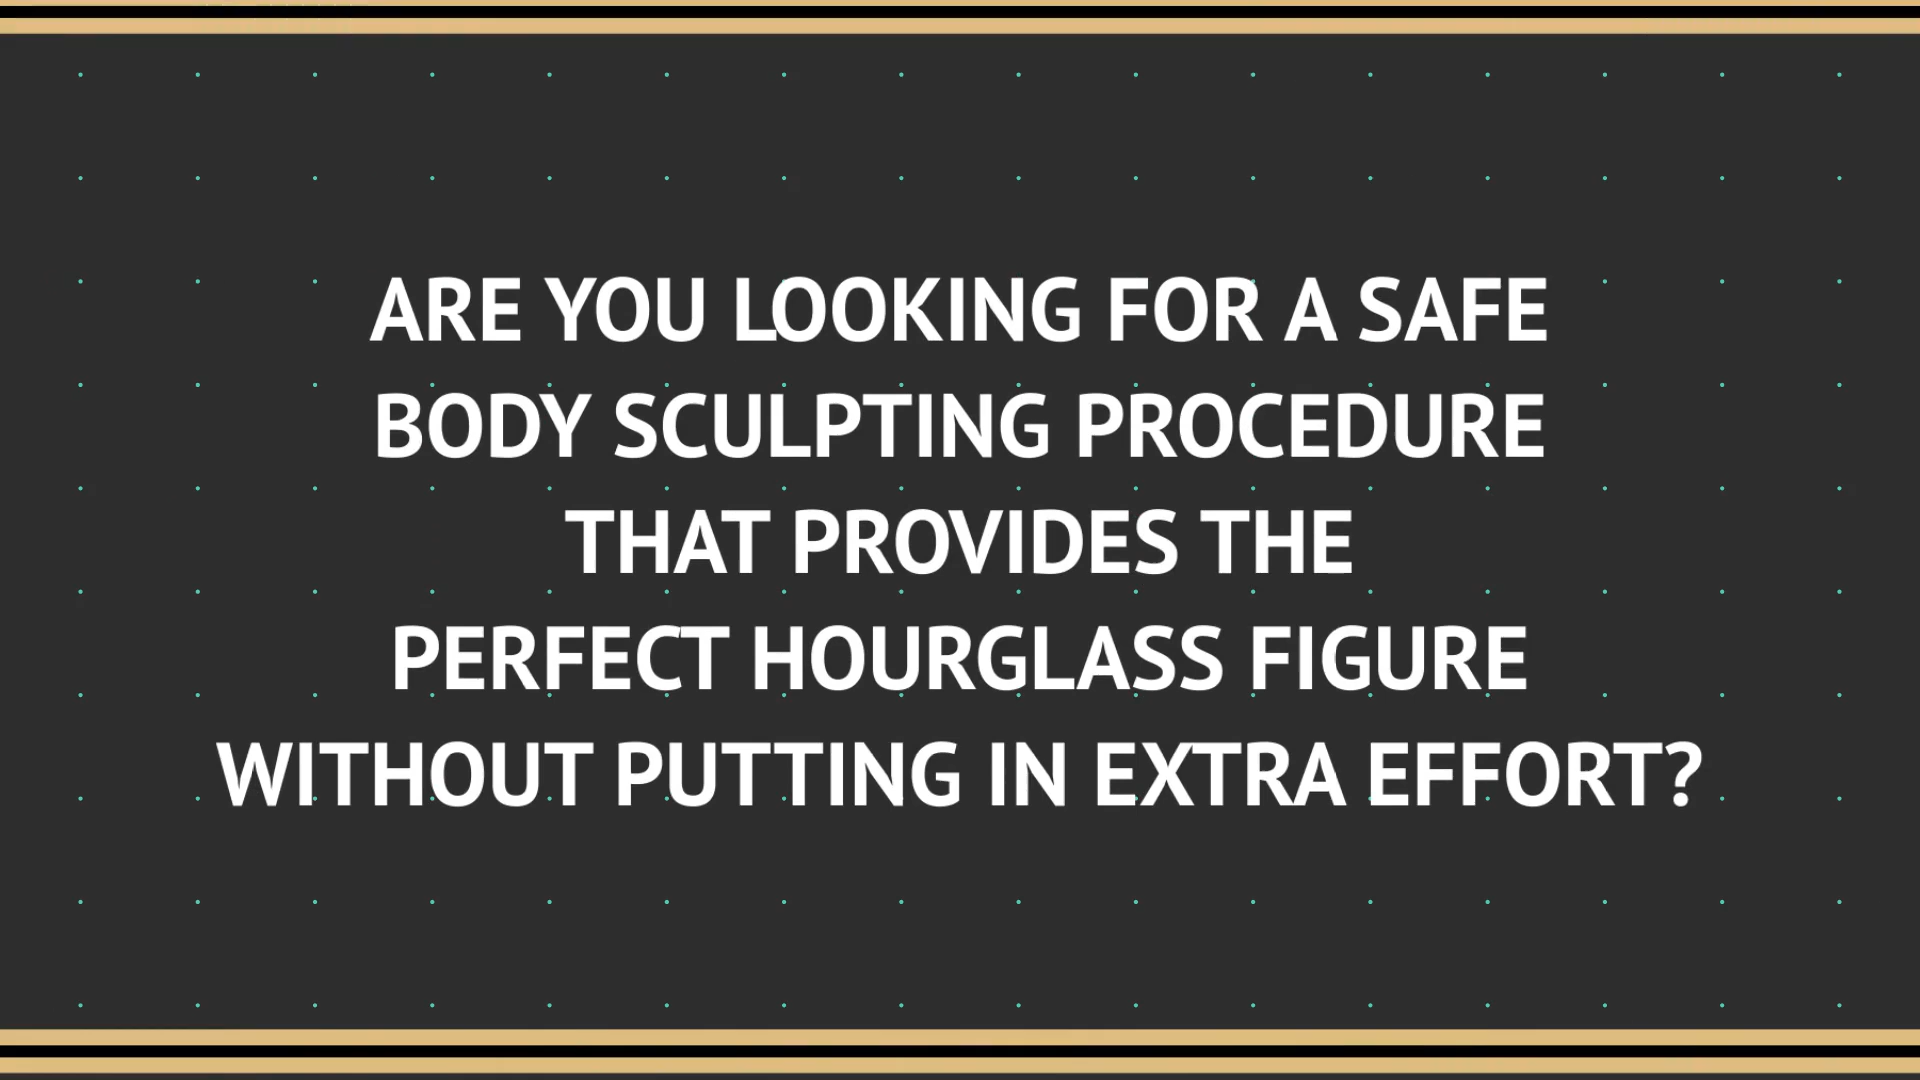 ARE YOU LOOKING FOR A SAFE
BODY SCULPTING PROCEDURE
THAT PROVIDES THE
PERFECT HOURGLASS FIGURE
WITHOUT PUTTING IN EXTRA EFFORT?